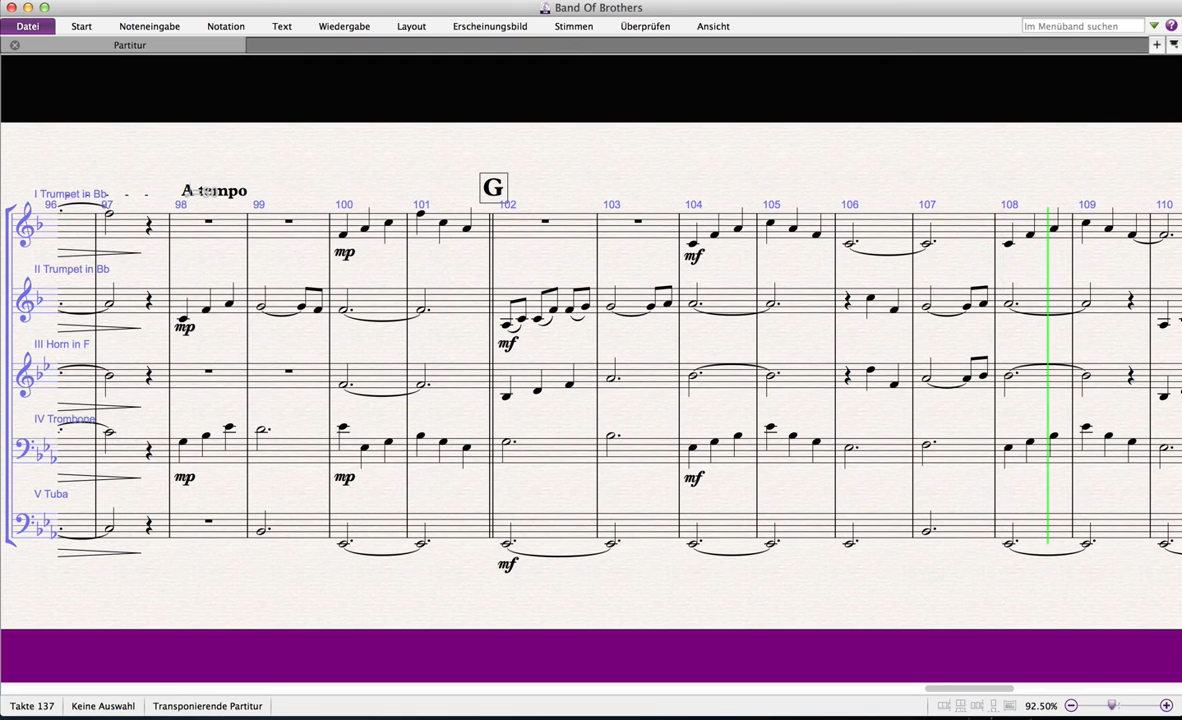 Band Of Brothers
Datei Start Noteneingabe Notation Text Wiedergabe Layout Erscheinungsbild Stimmen Überprüfen Ansicht Im Menüband suchen
Partitur
A tempo G
I Trumpet in Bb
96 97 98 99 100 101 102 103 104 105 106 107 108 109 110
mp mf
II Trumpet in Bb
mp mf
III Horn in F
IV Trombone
mp mp mf
V Tuba
mf
Takte 137 Keine Auswahl Transponierende Partitur 92.50%